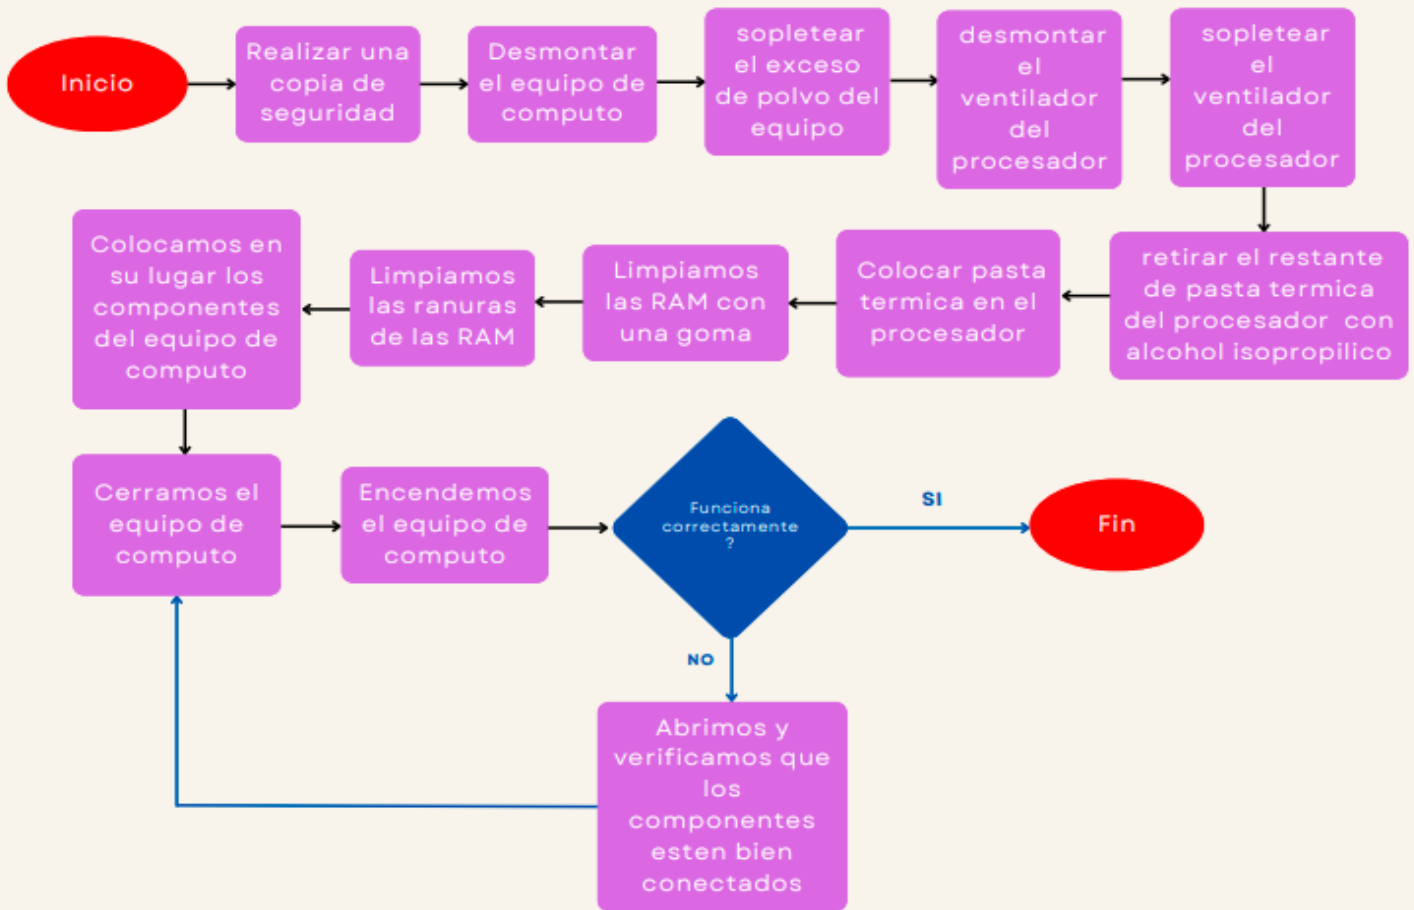 Inicio
Realizar una
copia de
seguridad
Desmontar
el equipo de
computo
sopletear
el exceso
de polvo del
equipo
desmontar
el
ventilador
del
procesador
sopletear
el
ventilador
del
procesador
retirar el restante
de pasta termica
del procesador con
alcohol isopropilico
Colocar pasta
termica en el
procesador
Limpiamos
las RAM con
una goma
Limpiamos
las ranuras
de las RAM
Colocamos en
su lugar los
componentes
del equipo de
computo
Cerramos el
equipo de
computo
Encendemos
el equipo de
computo
Funciona
correctamente
?
SI
Fin
NO
Abrimos y
verificamos que
los
componentes
esten bien
conectados